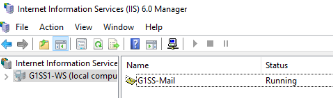 Internet Information Services (IIS) 6.0 Manager
File Action View Window Help
Internet Information Service
G1SS1-WS (local compu
Name Status
G1SS-Mail Running